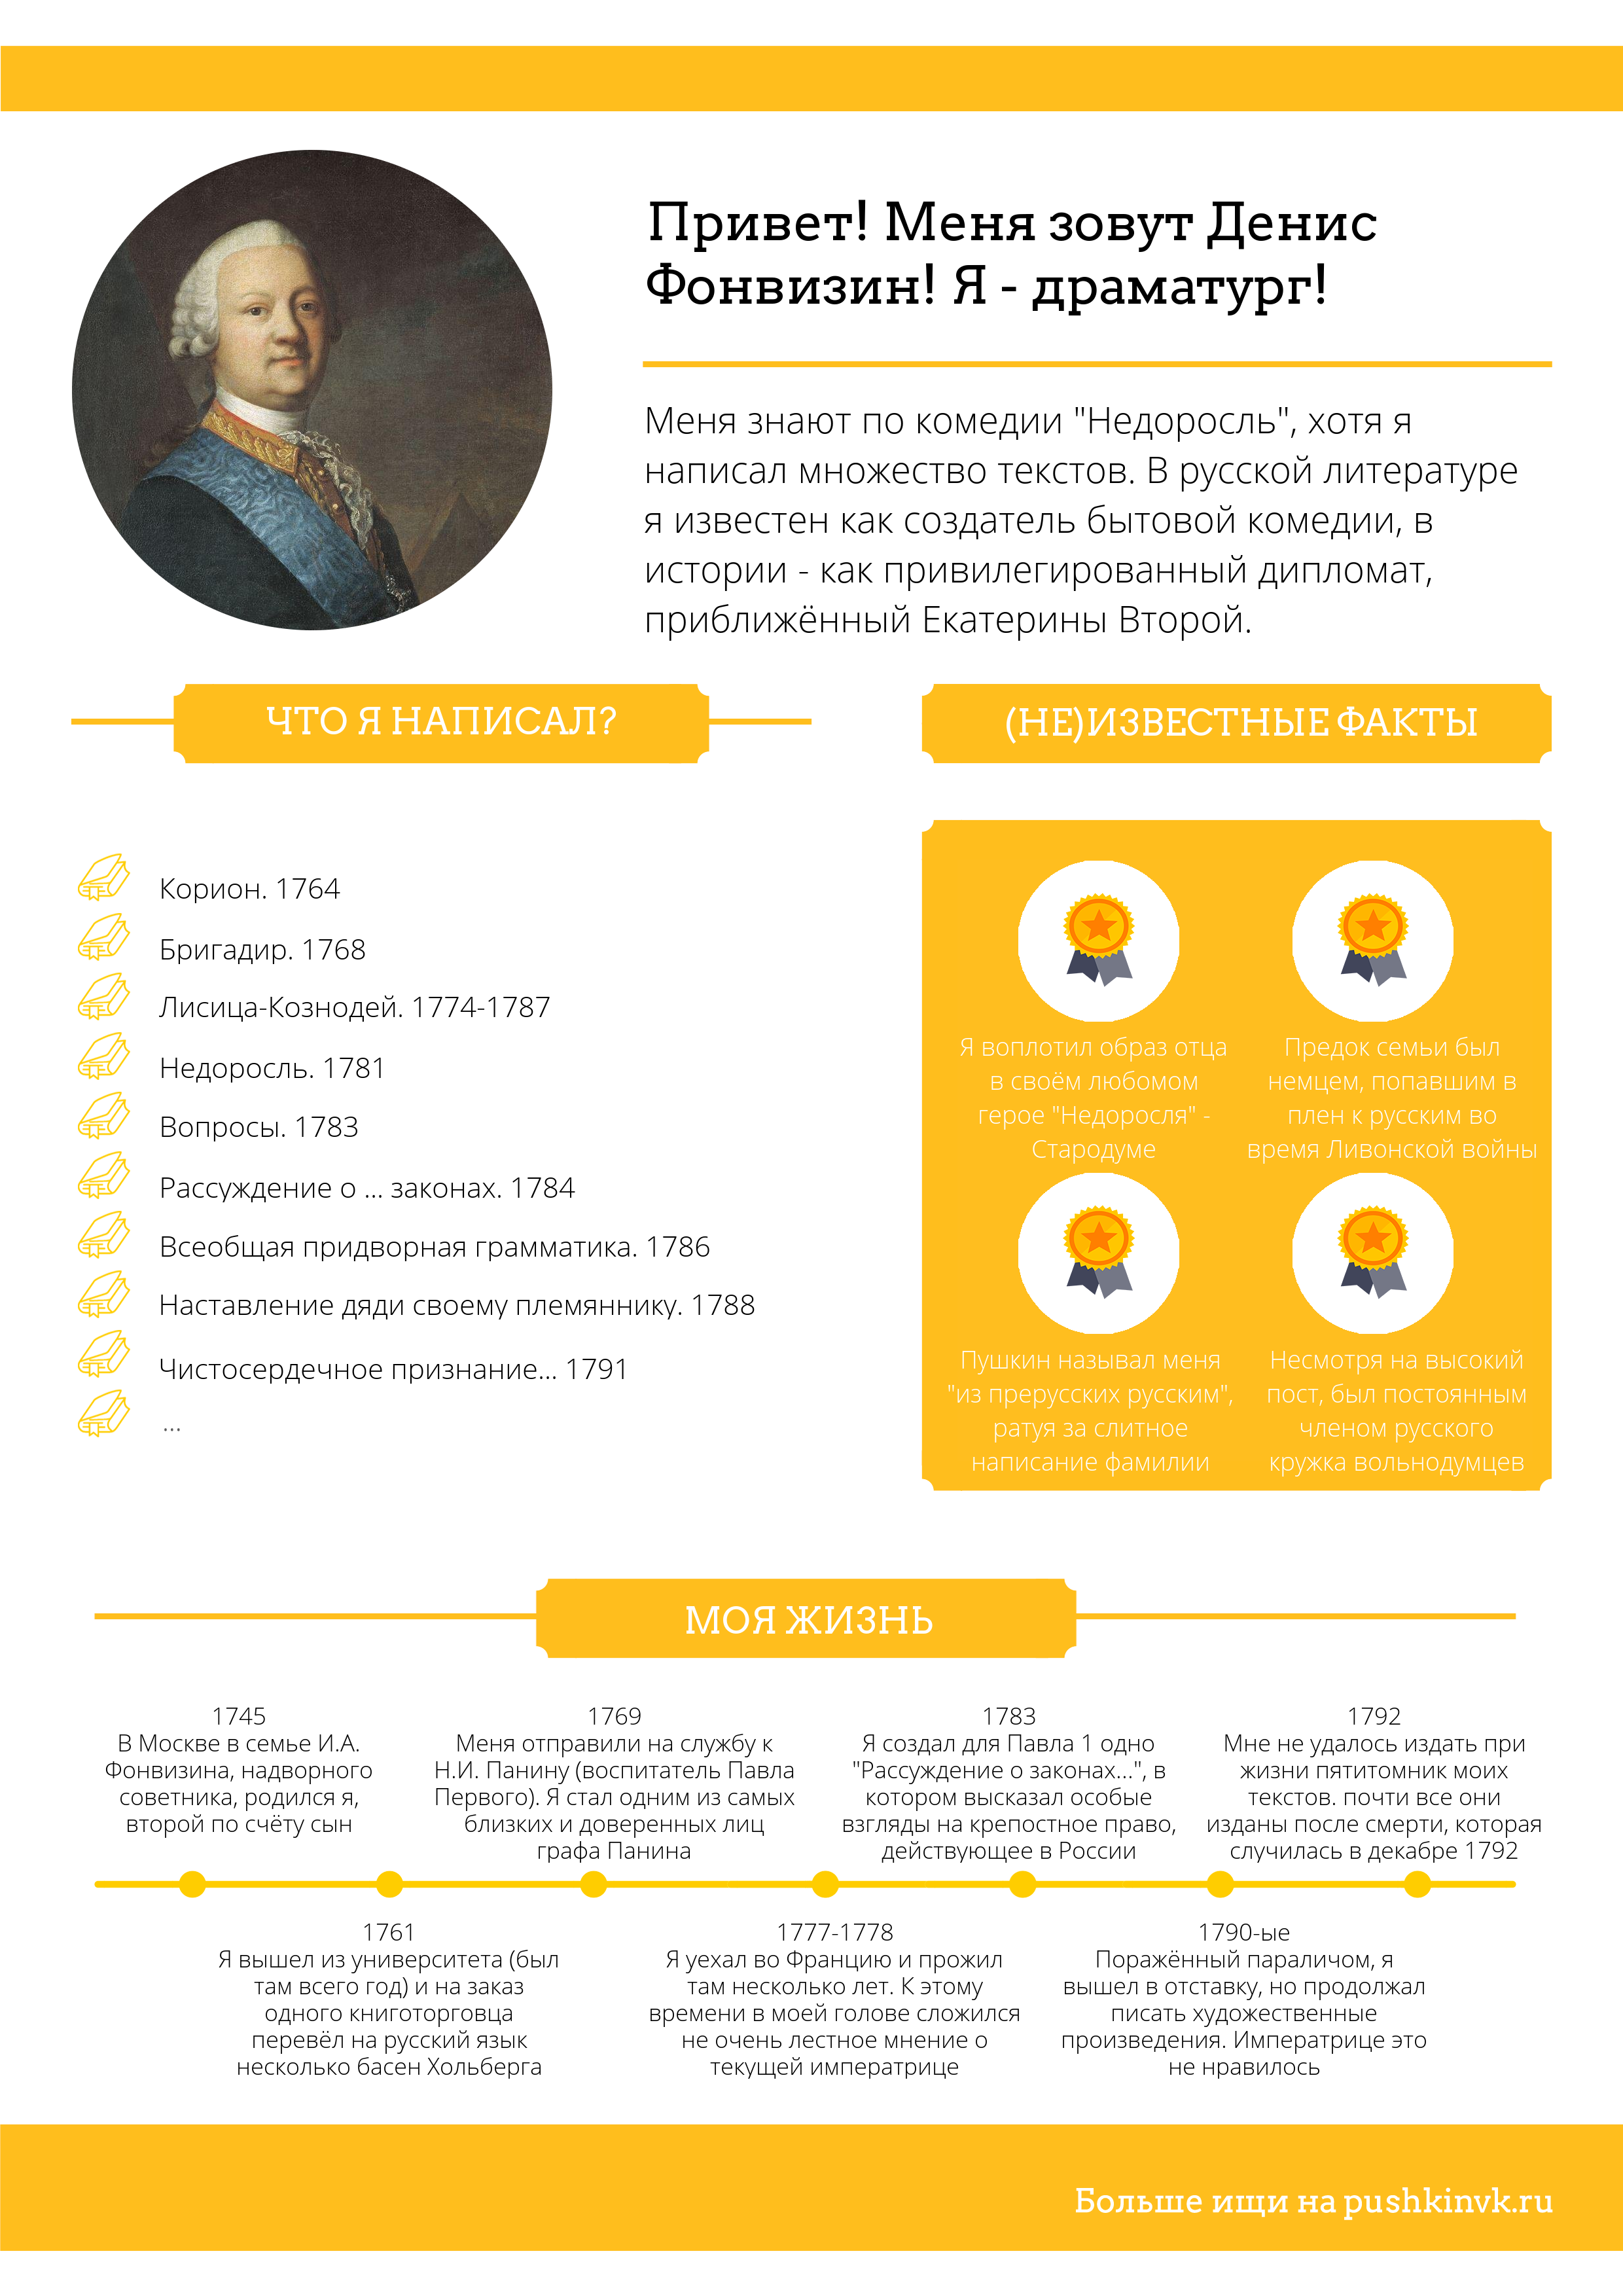 Привет! Меня зовут Денис
Фонвизин! Я - драматург!
Меня знают по комедии "Недоросль", хотя я
написал множество текстов. В русской литературе
я известен как создатель бытовой комедии, в
истории - как привилегированный дипломат,
приближённый Екатерины Второй.
ЧТО Я НАПИСАЛ?
Корион. 1764
Бригадир. 1768
Лисица-Кознодей. 1774-1787
Недоросль. 1781
Вопросы. 1783
Рассуждение о ... законах. 1784
Всеобщая придворная грамматика. 1786
Наставление дяди своему племяннику. 1788
Чистосердечное признание... 1791
...
(НЕ)ИЗВЕСТНЫЕ ФАКТЫ
Я воплотил образ отца
в своём любомом
герое "Недоросля" -
Стародуме
Предок семьи был
немцем, попавшим в
плен к русским во
время Ливонской войны
Пушкин называл меня
"из прерусских русским",
ратуя за слитное
написание фамилии
Несмотря на высокий
пост, был постоянным
членом русского
кружка вольнодумцев
МОЯ ЖИЗНЬ
1745
В Москве в семье И.А.
Фонвизина, надворного
советника, родился я,
второй по счёту сын
1769
Меня отправили на службу к
Н.И. Панину (воспитатель Павла
Первого). Я стал одним из самых
близких и доверенных лиц
графа Панина
1783
Я создал для Павла 1 одно
"Рассуждение о законах...", в
котором высказал особые
взгляды на крепостное право,
действующее в России
1792
Мне не удалось издать при
жизни пятитомник моих
текстов. почти все они
изданы после смерти, которая
случилась в декабре 1792
1761
Я вышел из университета (был
там всего год) и на заказ
одного книготорговца
перевёл на русский язык
несколько басен Хольберга
1777-1778
Я уехал во Францию и прожил
там несколько лет. К этому
времени в моей голове сложился
не очень лестное мнение о
текущей императрице
1790-ые
Поражённый параличом, я
вышел в отставку, но продолжал
писать художественные
произведения. Императрице это
не нравилось
Больше ищи на pushkinvk.ru